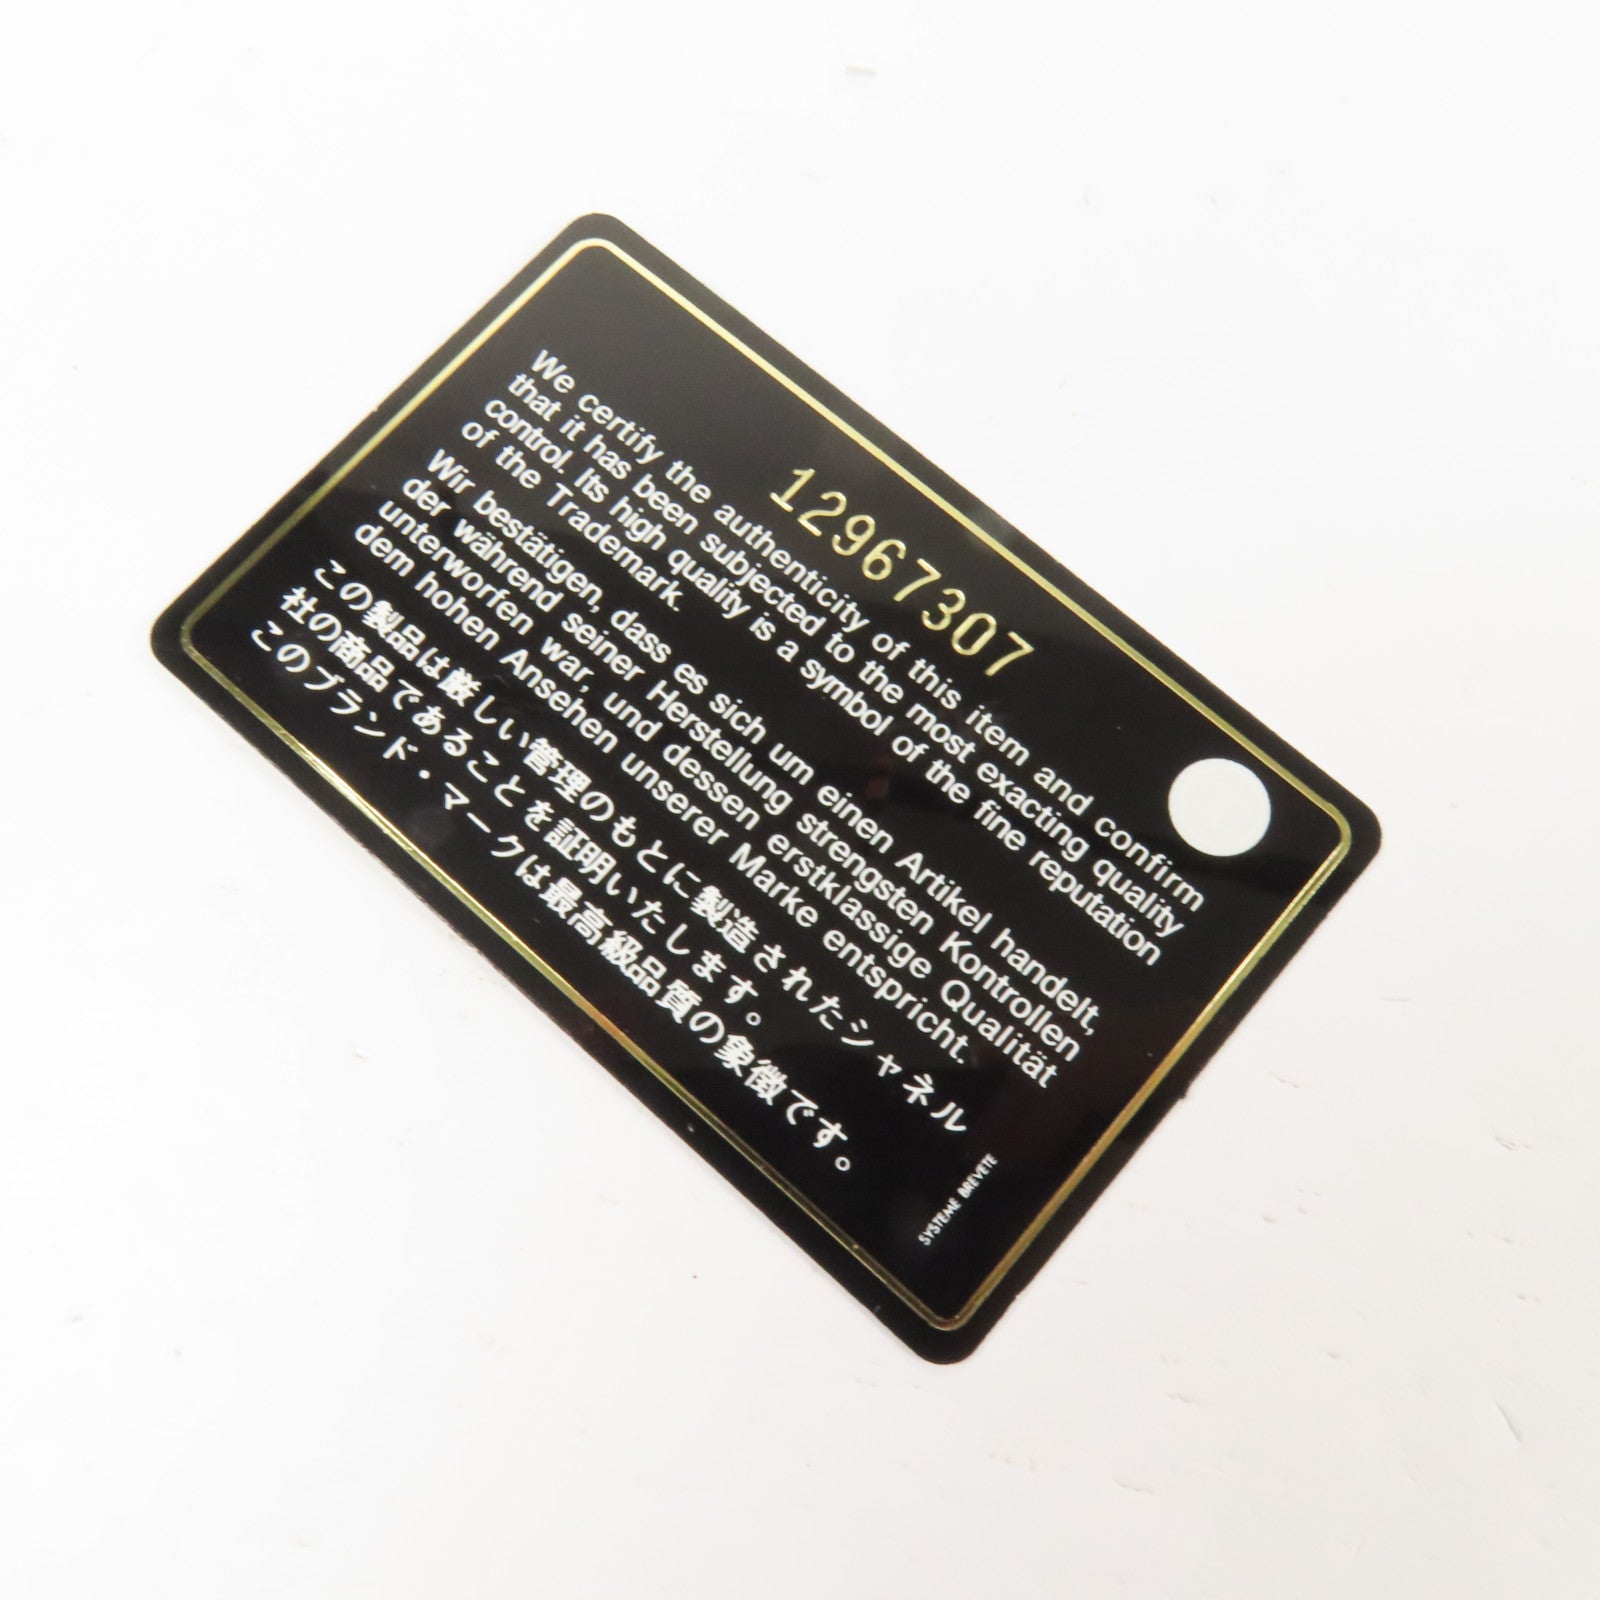 12967307
We certify the authenticity of this item and confirm
that it has been subjected to the most exacting quality
control. Its high quality is a symbol of the fine reputation
of the Trademark.
Wir bestätigen, dass es sich um einen Artikel handelt,
der während seiner Herstellung strengsten Kontrollen
unterworfen war, und dessen erstklassige Qualität
dem hohen Ansehen unserer Marke entspricht.
この製品は厳しい管理のもとに製造されたシャネル
社の商品であることを証明いたします。
このブランド・マークは最高級品質の象徴です。
SYSTEME BREVETE